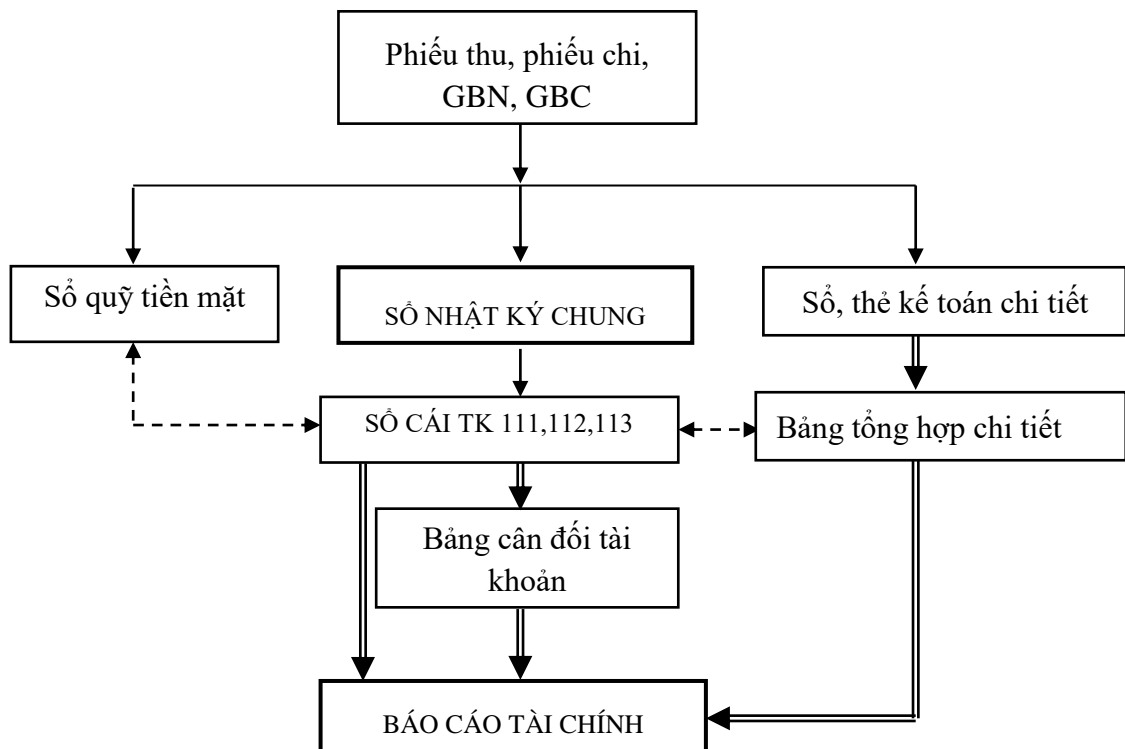 Phiếu thu, phiếu chi,
GBN, GBC
Sổ quỹ tiền mặt
SỔ NHẬT KÝ CHUNG
Sổ, thẻ kế toán chi tiết
SỔ CÁI TK 111,112,113
Bảng tổng hợp chi tiết
Bảng cân đối tài
khoản
BÁO CÁO TÀI CHÍNH